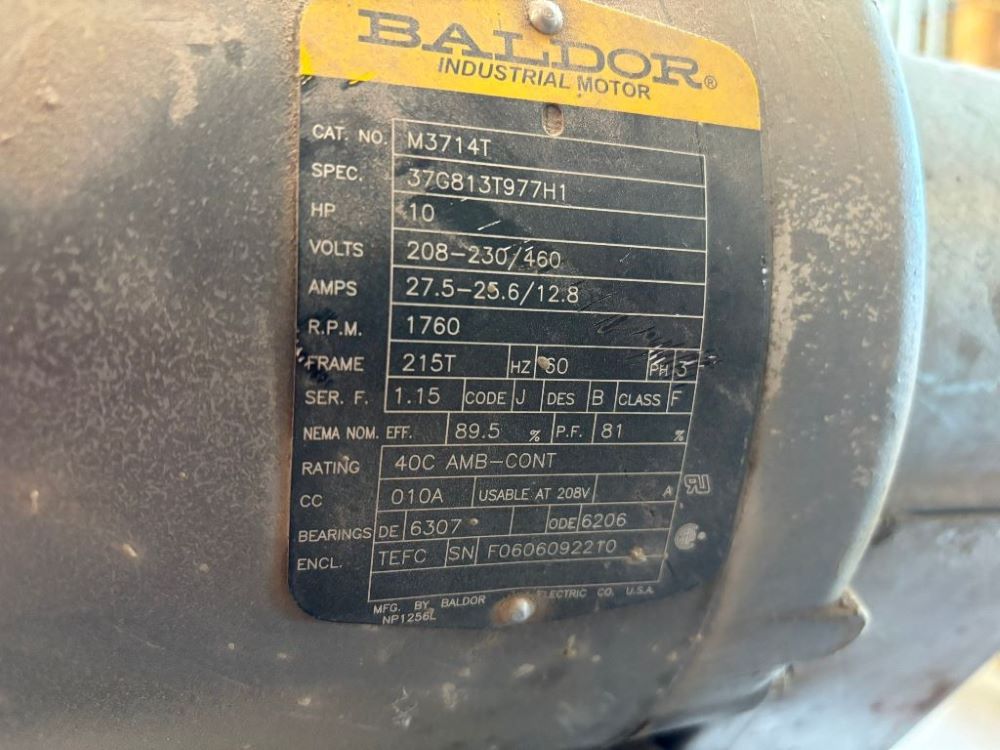 BALDOR®
INDUSTRIAL MOTOR
CAT. NO. M3714T
SPEC. 37G813T977H1
HP 10
VOLTS 208-230/460
AMPS 27.5-25.6/12.8
R.P.M. 1760
FRAME 215T HZ 60 PH 3
SER. F. 1.15 CODE J DES B CLASS F
NEMA NOM. EFF. 89.5 % P.F. 81 %
RATING 40C AMB-CONT
CC 010A USABLE AT 208V A
BEARINGS DE 6307 ODE 6206
ENCL. TEFC SN F0606092210
MFG. BY BALDOR ELECTRIC CO. U.S.A.
NP1256L